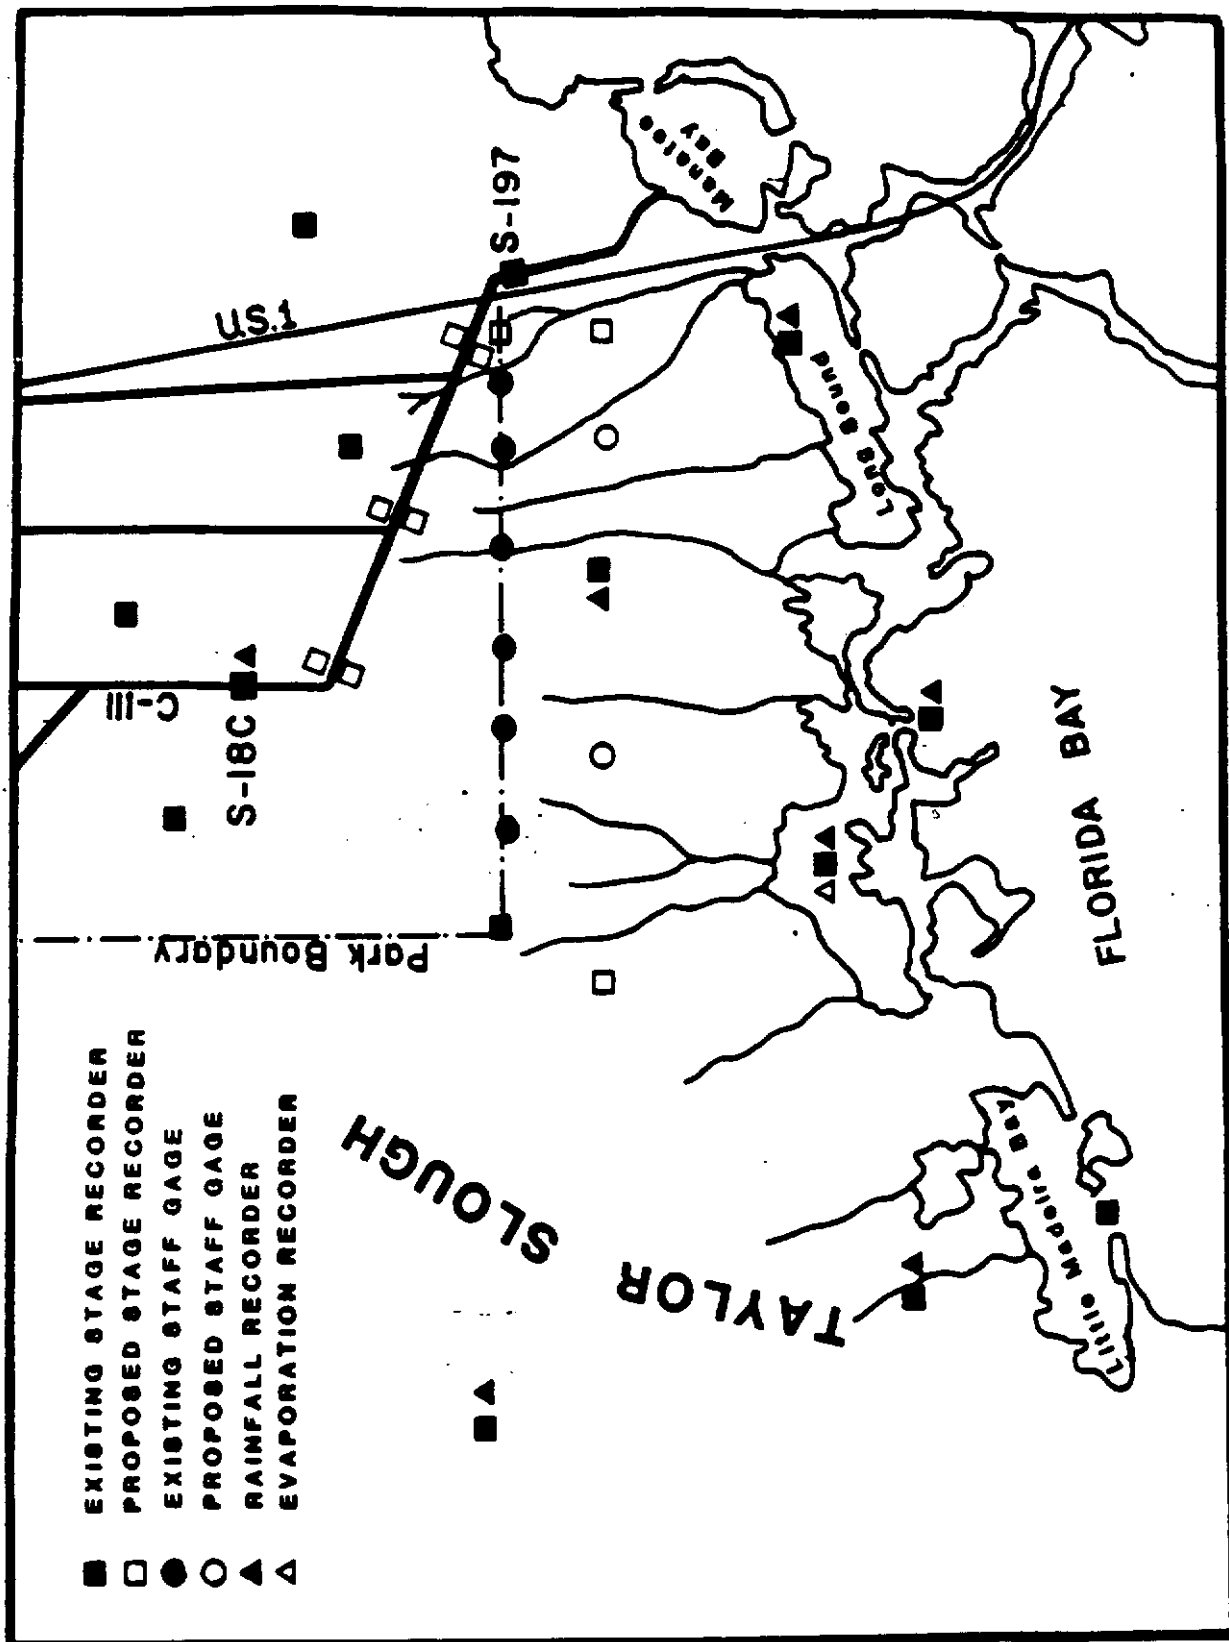 EXISTING STAGE RECORDER
PROPOSED STAGE RECORDER
EXISTING STAFF GAGE
PROPOSED STAFF GAGE
RAINFALL RECORDER
EVAPORATION RECORDER
Park Boundary
S-18C
C-111
U.S.1
S-197
Manatee
Bay
Long Sound
TAYLOR SLOUGH
FLORIDA BAY
Little Madeira Bay